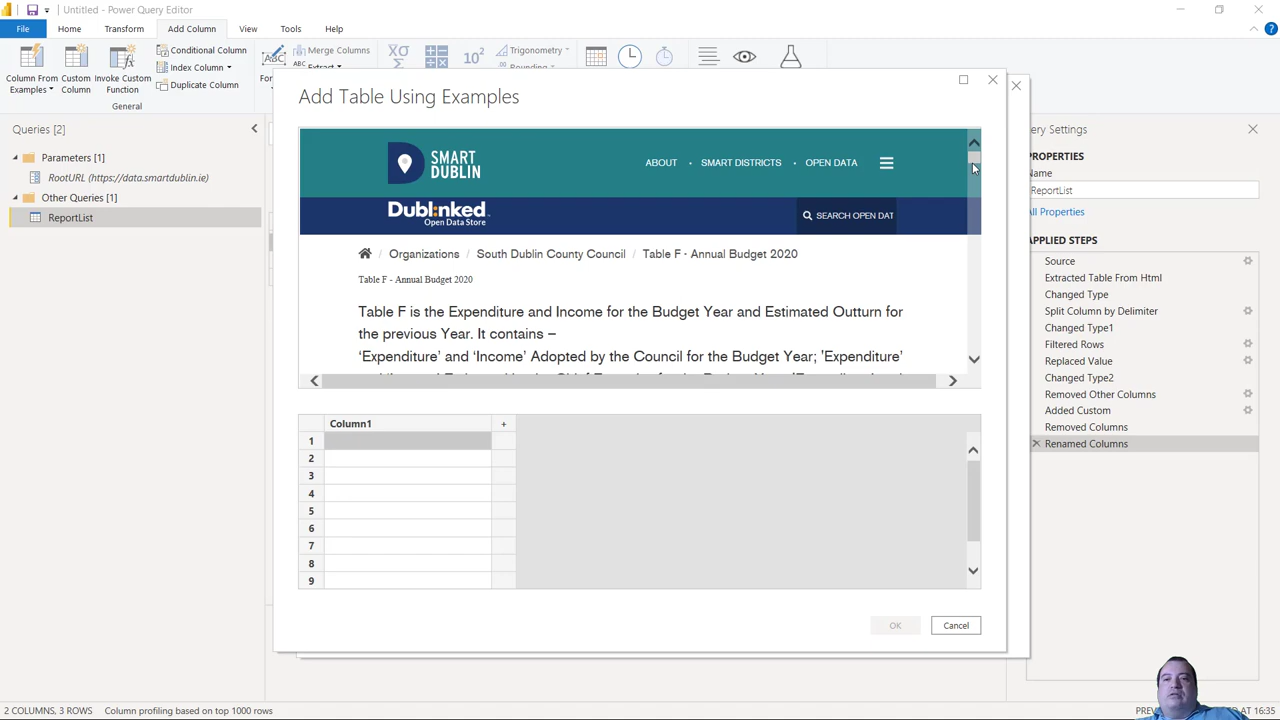 Untitled - Power Query Editor
File Home Transform Add Column View Tools Help
Column From Examples
Custom Column
Invoke Custom Function
Conditional Column
Index Column
Duplicate Column
General
ABC
Merge Columns
Extract
Trigonometry
Rounding
Queries [2]
Parameters [1]
RootURL (https://data.smartdublin.ie)
Other Queries [1]
ReportList
Add Table Using Examples
SMART DUBLIN
ABOUT • SMART DISTRICTS • OPEN DATA
Dublinked
Open Data Store
SEARCH OPEN DAT
/ Organizations / South Dublin County Council / Table F - Annual Budget 2020
Table F - Annual Budget 2020
Table F is the Expenditure and Income for the Budget Year and Estimated Outturn for
the previous Year. It contains –
‘Expenditure’ and ‘Income’ Adopted by the Council for the Budget Year; 'Expenditure’
Column1 +
1
2
3
4
5
6
7
8
9
OK Cancel
ery Settings
PROPERTIES
Name
ReportList
All Properties
APPLIED STEPS
Source
Extracted Table From Html
Changed Type
Split Column by Delimiter
Changed Type1
Filtered Rows
Replaced Value
Changed Type2
Removed Other Columns
Added Custom
Removed Columns
Renamed Columns
2 COLUMNS, 3 ROWS Column profiling based on top 1000 rows
AT 16:35